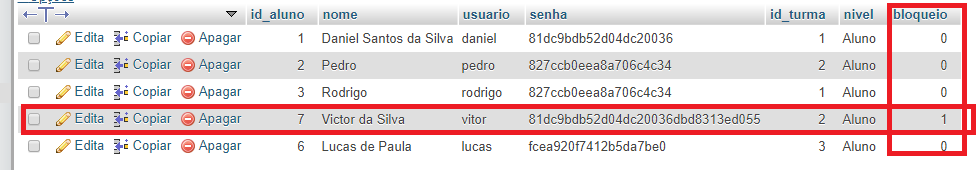 Opções
id_aluno nome usuario senha id_turma nivel bloqueio
Edita Copiar Apagar 1 Daniel Santos da Silva daniel 81dc9bdb52d04dc20036 1 Aluno 0
Edita Copiar Apagar 2 Pedro pedro 827ccb0eea8a706c4c34 2 Aluno 0
Edita Copiar Apagar 3 Rodrigo rodrigo 827ccb0eea8a706c4c34 1 Aluno 0
Edita Copiar Apagar 7 Victor da Silva vitor 81dc9bdb52d04dc20036dbd8313ed055 2 Aluno 1
Edita Copiar Apagar 6 Lucas de Paula lucas fcea920f7412b5da7be0 3 Aluno 0